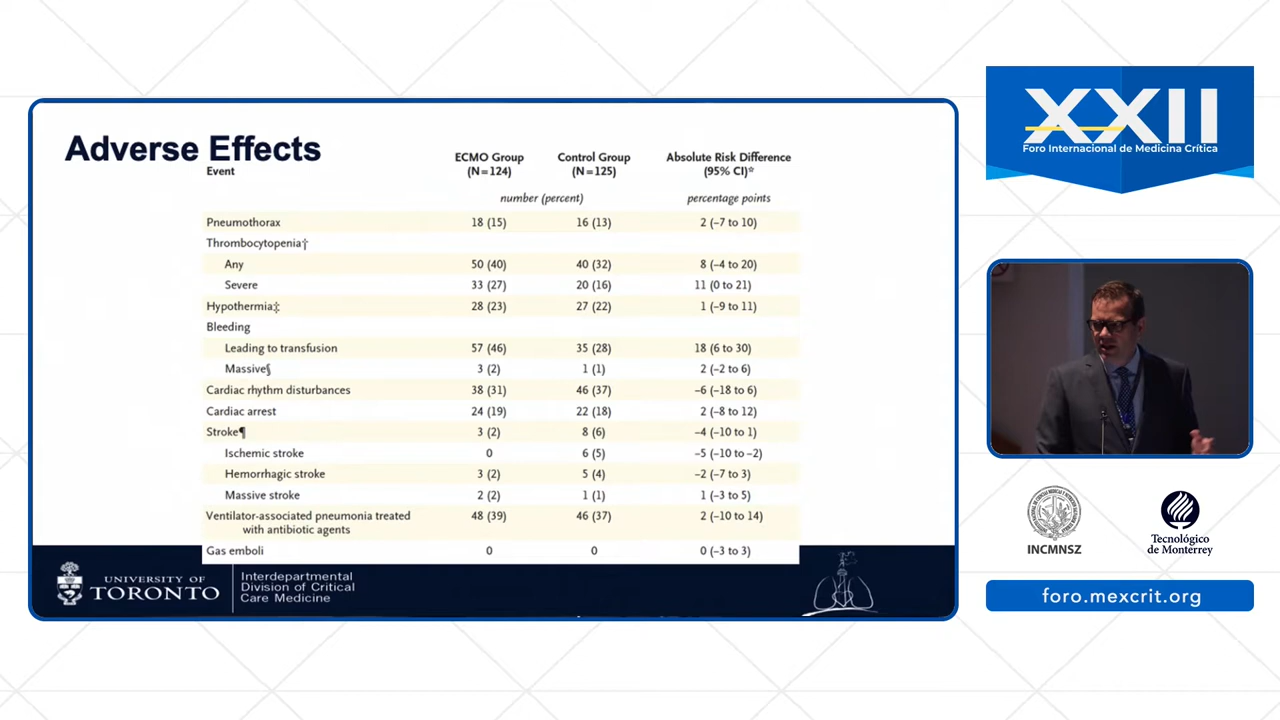 Adverse Effects
Event
ECMO Group
(N=124)
Control Group
(N=125)
Absolute Risk Difference
(95% CI)*
number (percent)
percentage points
Pneumothorax 18 (15) 16 (13) 2 (–7 to 10)
Thrombocytopenia†
Any 50 (40) 40 (32) 8 (–4 to 20)
Severe 33 (27) 20 (16) 11 (0 to 21)
Hypothermia‡ 28 (23) 27 (22) 1 (–9 to 11)
Bleeding
Leading to transfusion 57 (46) 35 (28) 18 (6 to 30)
Massive§ 3 (2) 1 (1) 2 (–2 to 6)
Cardiac rhythm disturbances 38 (31) 46 (37) –6 (–18 to 6)
Cardiac arrest 24 (19) 22 (18) 2 (–8 to 12)
Stroke¶ 3 (2) 8 (6) –4 (–10 to 1)
Ischemic stroke 0 6 (5) –5 (–10 to –2)
Hemorrhagic stroke 3 (2) 5 (4) –2 (–7 to 3)
Massive stroke 2 (2) 1 (1) 1 (–3 to 5)
Ventilator-associated pneumonia treated 48 (39) 46 (37) 2 (–10 to 14)
with antibiotic agents
Gas emboli 0 0 0 (–3 to 3)
UNIVERSITY OF
TORONTO
Interdepartmental
Division of Critical
Care Medicine
XXII
Foro Internacional de Medicina Crítica
INCMNSZ
Tecnológico
de Monterrey
foro.mexcrit.org